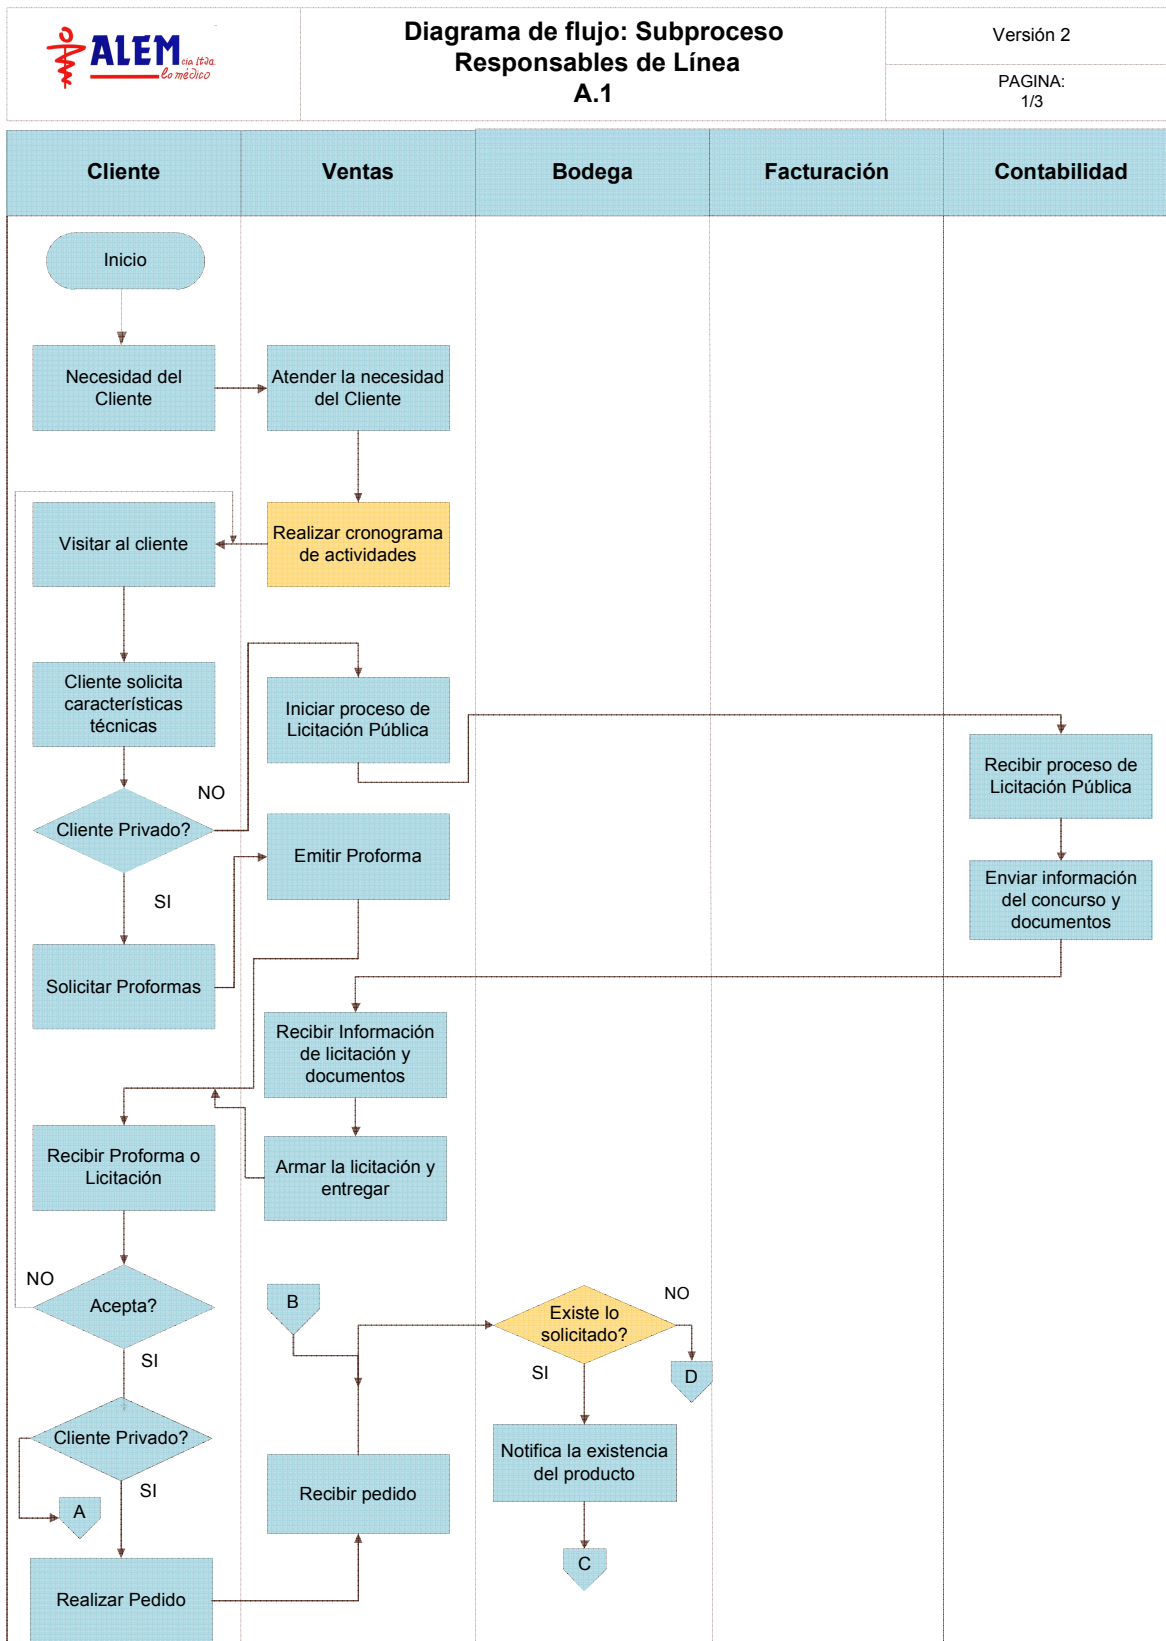 ALEM
cia ltda.
lo médico
Diagrama de flujo: Subproceso
Responsables de Línea
A.1
Versión 2
PAGINA:
1/3
Cliente
Ventas
Bodega
Facturación
Contabilidad
Inicio
Necesidad del
Cliente
Atender la necesidad
del Cliente
Visitar al cliente
Realizar cronograma
de actividades
Cliente solicita
características
técnicas
Iniciar proceso de
Licitación Pública
Recibir proceso de
Licitación Pública
NO
Cliente Privado?
Emitir Proforma
SI
Enviar información
del concurso y
documentos
Solicitar Proformas
Recibir Información
de licitación y
documentos
Recibir Proforma o
Licitación
Armar la licitación y
entregar
NO
Acepta?
B
Existe lo
solicitado?
NO
SI
SI
D
Cliente Privado?
Notifica la existencia
del producto
SI
A
Recibir pedido
C
Realizar Pedido